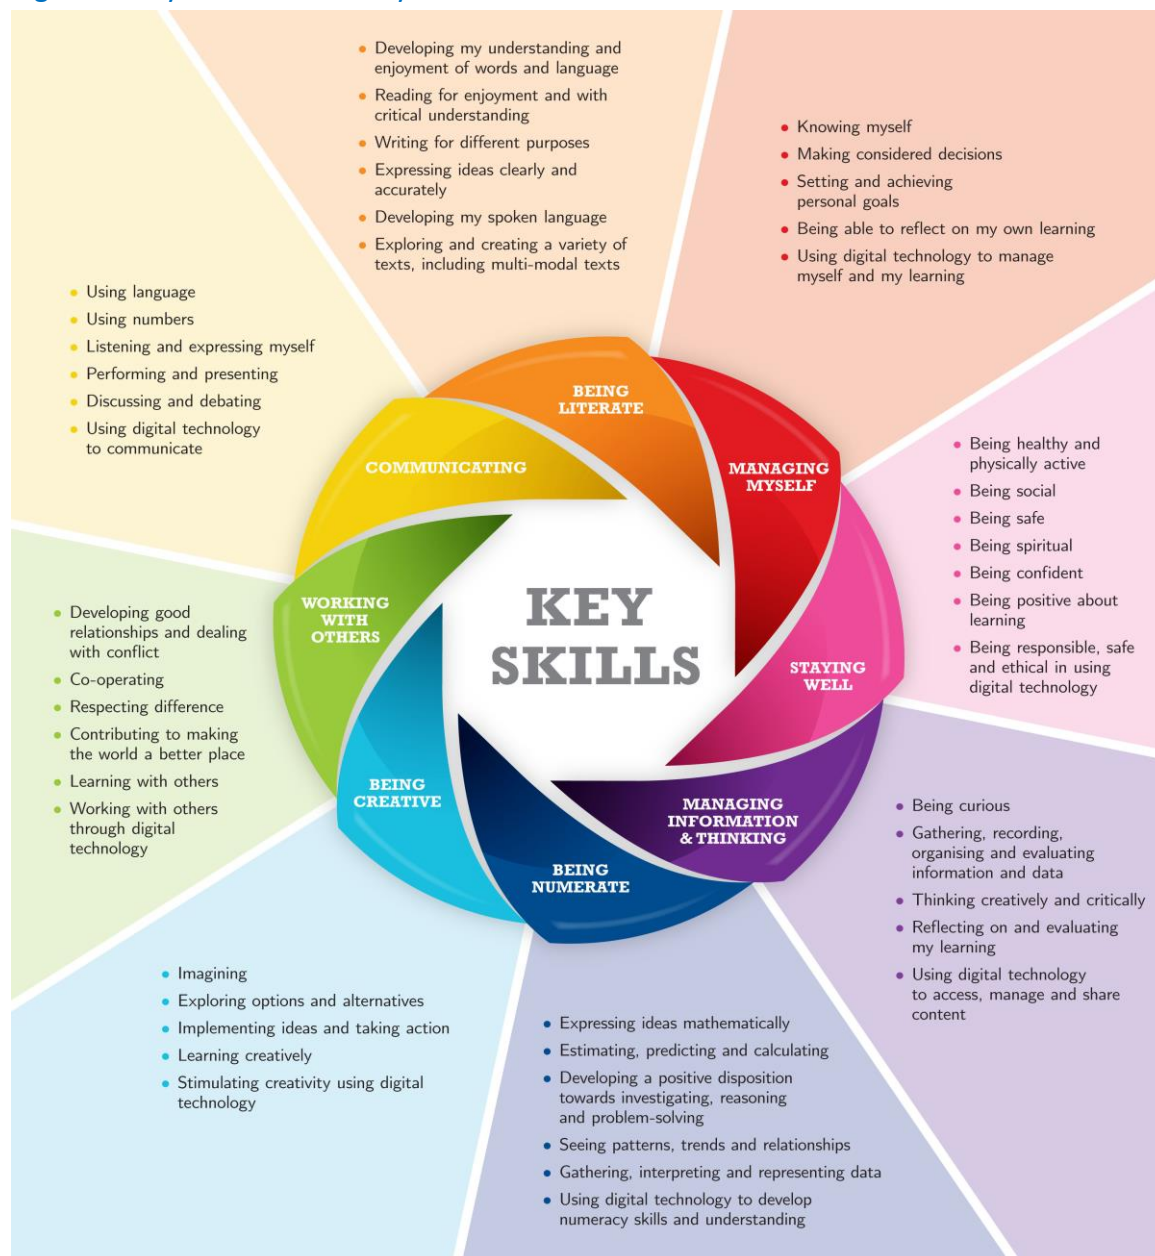 Developing my understanding and
enjoyment of words and language
Reading for enjoyment and with
critical understanding
Writing for different purposes
Expressing ideas clearly and
accurately
Developing my spoken language
Exploring and creating a variety of
texts, including multi-modal texts
Knowing myself
Making considered decisions
Setting and achieving
personal goals
Being able to reflect on my own learning
Using digital technology to manage
myself and my learning
Using language
Using numbers
Listening and expressing myself
Performing and presenting
Discussing and debating
Using digital technology
to communicate
BEING
LITERATE
MANAGING
MYSELF
COMMUNICATING
Being healthy and
physically active
Being social
Being safe
Being spiritual
Being confident
Being positive about
learning
Being responsible, safe
and ethical in using
digital technology
WORKING
WITH
OTHERS
KEY
SKILLS
STAYING
WELL
Developing good
relationships and dealing
with conflict
Co-operating
Respecting difference
Contributing to making
the world a better place
Learning with others
Working with others
through digital
technology
BEING
CREATIVE
MANAGING
INFORMATION
& THINKING
BEING
NUMERATE
Being curious
Gathering, recording,
organising and evaluating
information and data
Thinking creatively and critically
Reflecting on and evaluating
my learning
Using digital technology
to access, manage and share
content
Imagining
Exploring options and alternatives
Implementing ideas and taking action
Learning creatively
Stimulating creativity using digital
technology
Expressing ideas mathematically
Estimating, predicting and calculating
Developing a positive disposition
towards investigating, reasoning
and problem-solving
Seeing patterns, trends and relationships
Gathering, interpreting and representing data
Using digital technology to develop
numeracy skills and understanding